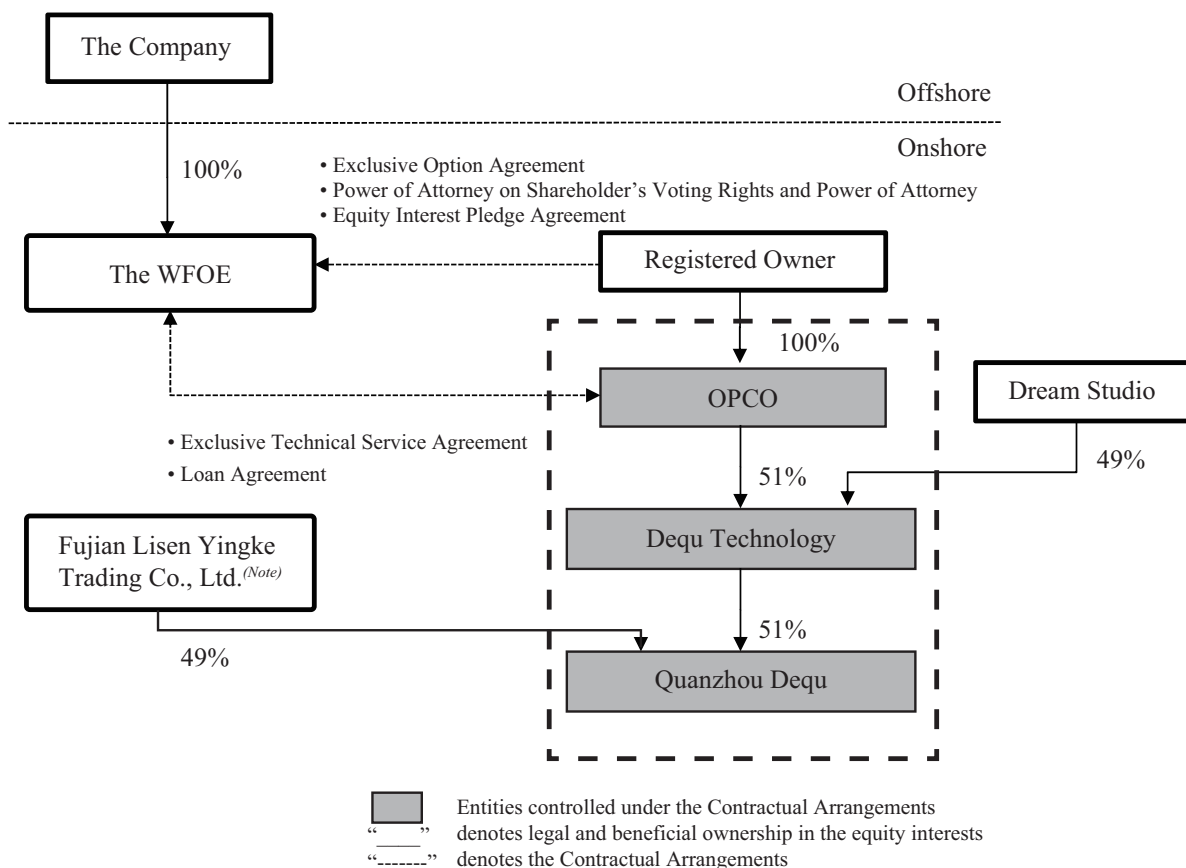 The Company
Offshore
Onshore
100%
• Exclusive Option Agreement
• Power of Attorney on Shareholder’s Voting Rights and Power of Attorney
• Equity Interest Pledge Agreement
The WFOE
Registered Owner
100%
OPCO
Dream Studio
• Exclusive Technical Service Agreement
• Loan Agreement
51%
49%
Dequ Technology
Fujian Lisen Yingke
Trading Co., Ltd.(Note)
49%
51%
Quanzhou Dequ
Entities controlled under the Contractual Arrangements
“____” denotes legal and beneficial ownership in the equity interests
“-------” denotes the Contractual Arrangements